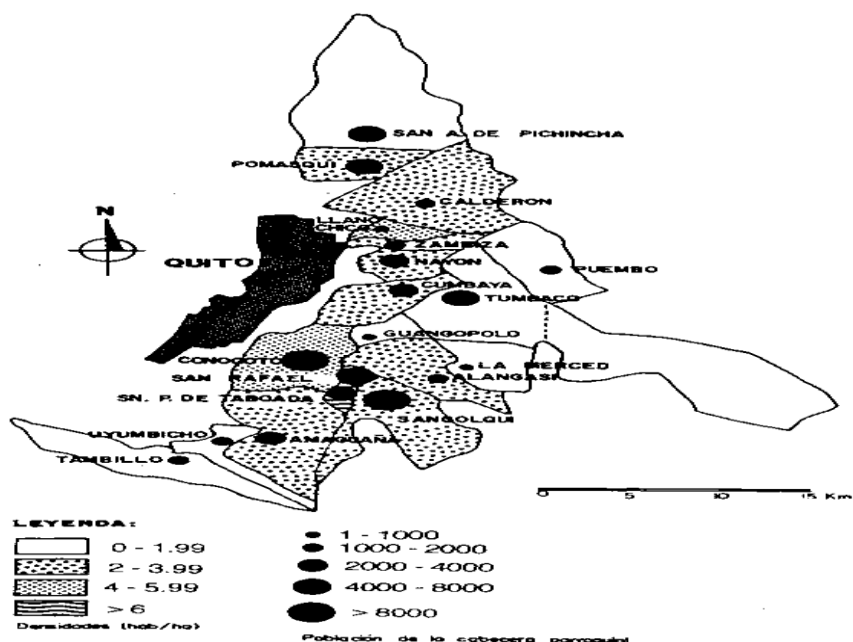 SAN A. DE PICHINCHA
POMASQUI
CALDERON
N
LLANO
CHICO
ZAMBIZA
QUITO
NAYON
PUEMBO
CUMBAYA
TUMBACO
GUANGOPOLO
CONOCOTO
LA MERCED
SAN RAFAEL
ALANGASI
SN. P. DE TABOADA
SANGOLQUI
UYUMBICHO
AMAGUAÑA
TAMBILLO
0 5 10 15 Km
LEYENDA:
0 - 1.99
2 - 3.99
4 - 5.99
> 6
Densidades (hab/ha)
1 - 1000
1000 - 2000
2000 - 4000
4000 - 8000
> 8000
Población de la cabecera parroquial